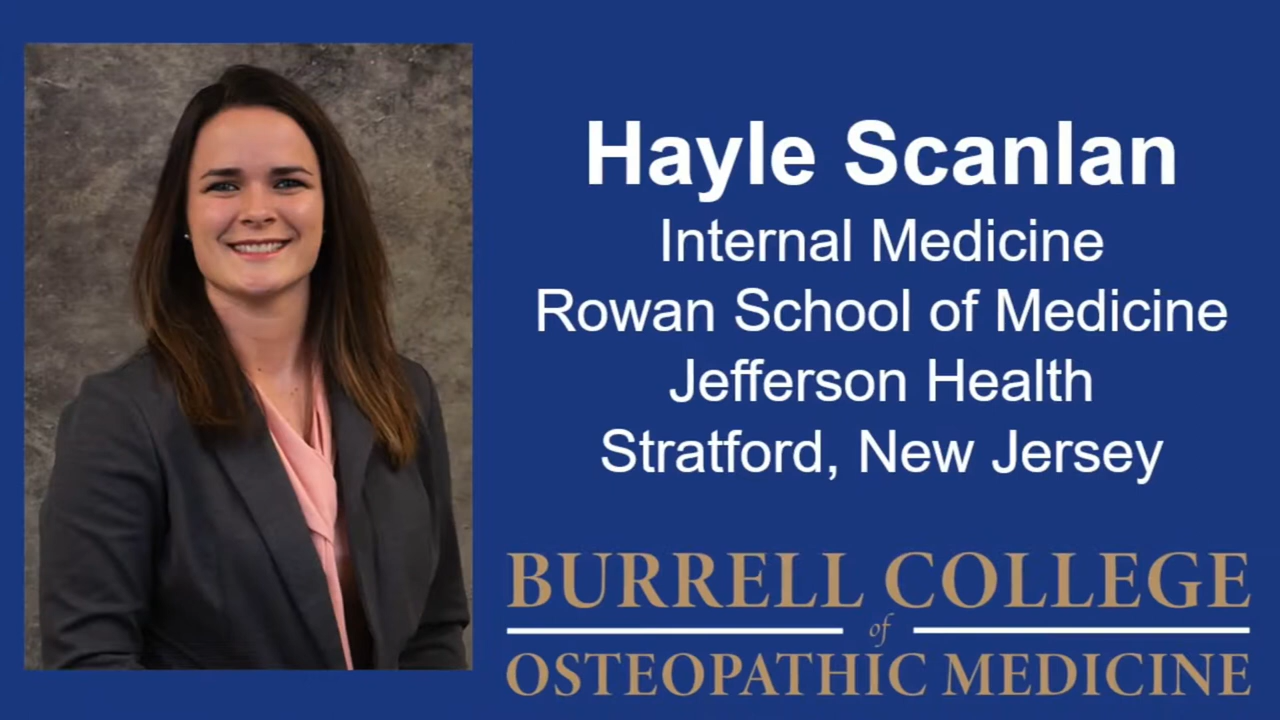 Hayle Scanlan
Internal Medicine
Rowan School of Medicine
Jefferson Health
Stratford, New Jersey
BURRELL COLLEGE
of
OSTEOPATHIC MEDICINE